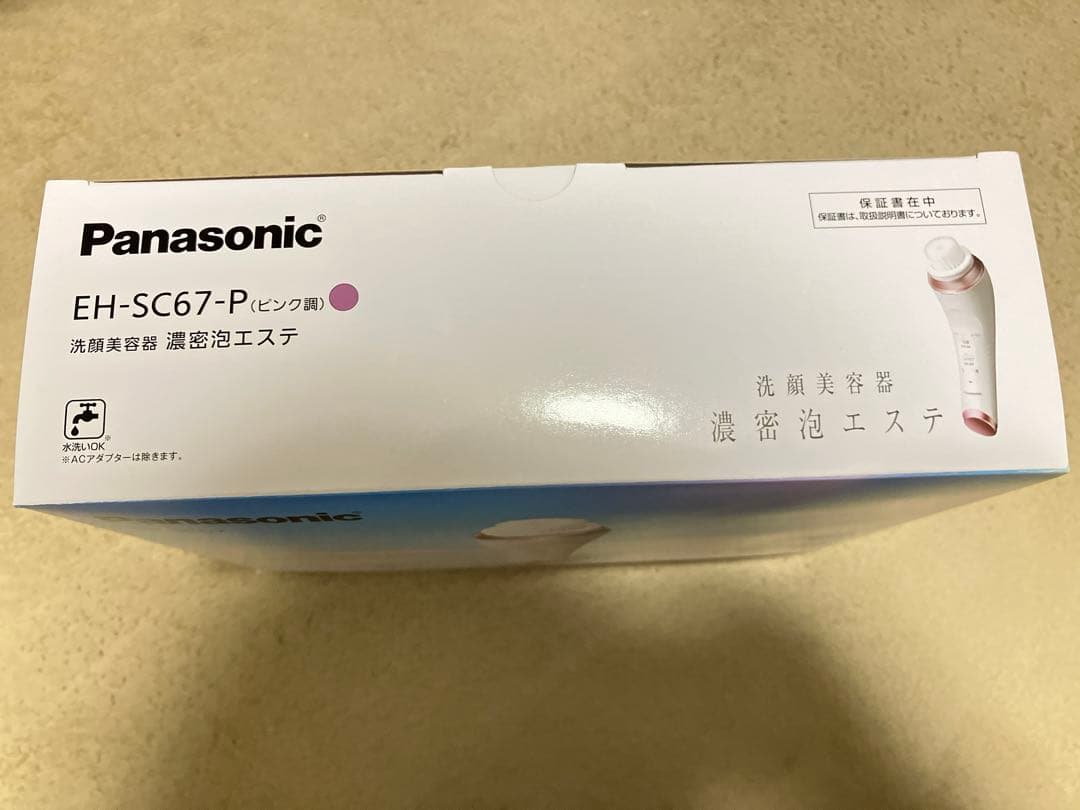 Panasonic®
EH-SC67-P(ピンク調)
洗顔美容器 濃密泡エステ
水洗いOK※
※ACアダプターは除きます。
保証書在中
保証書は、取扱説明書についております。
洗顔美容器
濃密泡エステ
Panasonic